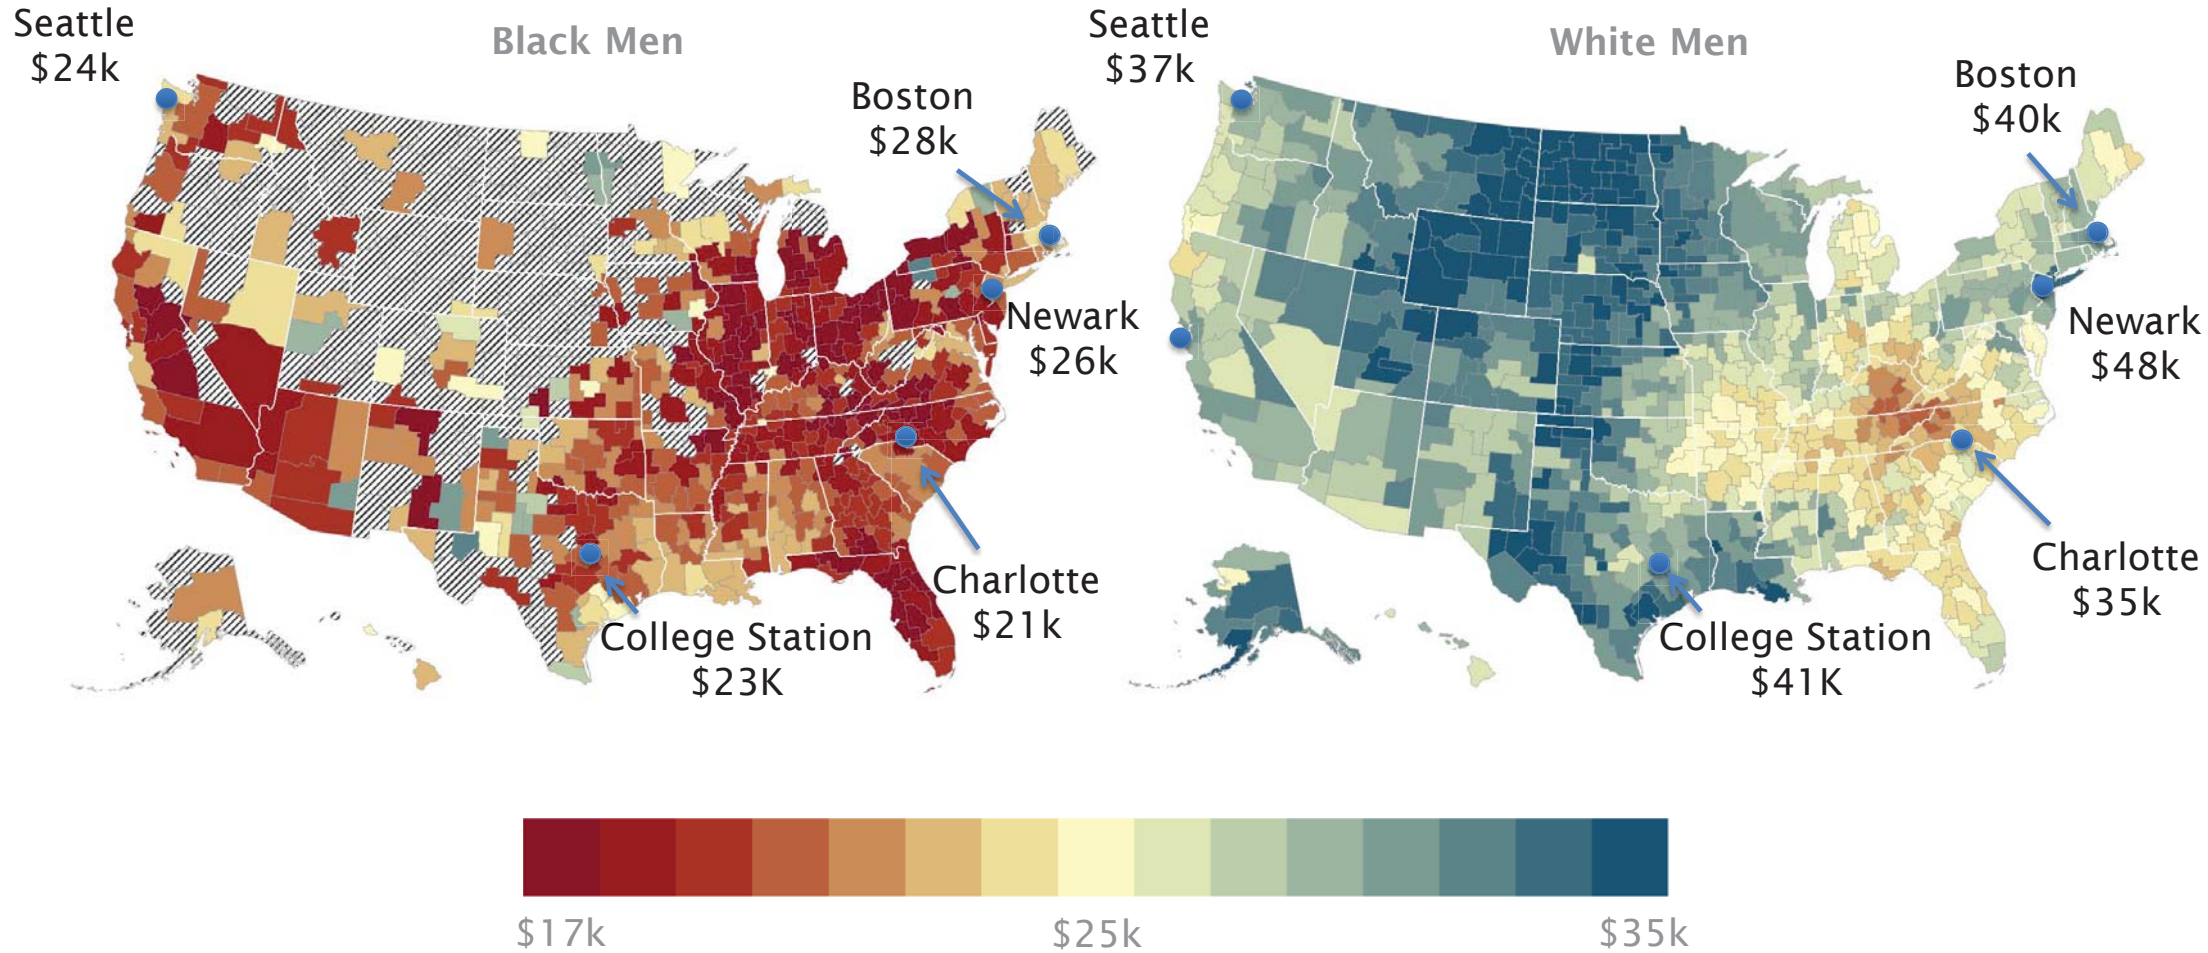 Black Men
Seattle
$24k
Boston
$28k
Newark
$26k
Charlotte
$21k
College Station
$23K
White Men
Seattle
$37k
Boston
$40k
Newark
$48k
Charlotte
$35k
College Station
$41K
$17k
$25k
$35k